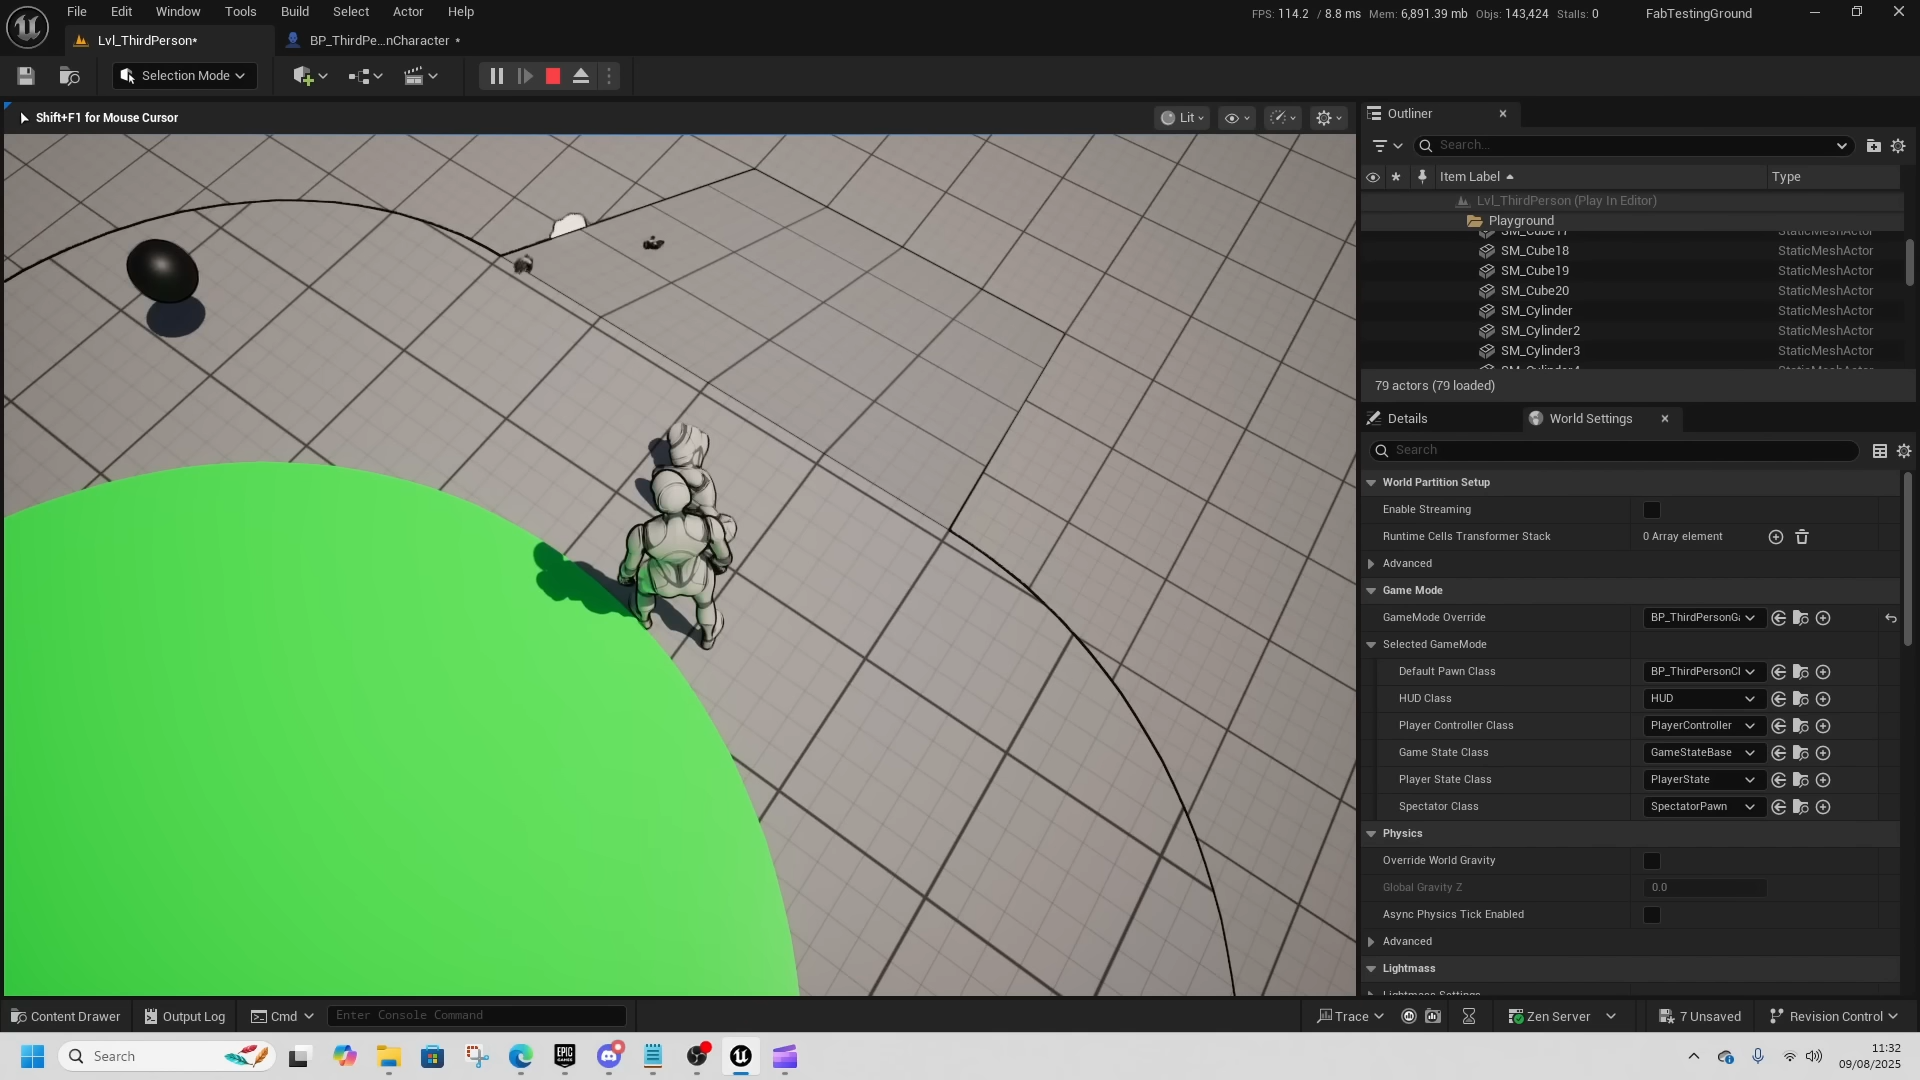 File Edit Window Tools Build Select Actor Help
FPS: 114.2 / 8.8 ms Mem: 6,891.39 mb Objs: 143,424 Stalls: 0 FabTestingGround
Lvl_ThirdPerson* BP_ThirdPe...nCharacter *
Selection Mode
Shift+F1 for Mouse Cursor
Lit
Outliner
Search...
Item Label Type
Lvl_ThirdPerson (Play In Editor)
Playground
SM_Cube17 StaticMeshActor
SM_Cube18 StaticMeshActor
SM_Cube19 StaticMeshActor
SM_Cube20 StaticMeshActor
SM_Cylinder StaticMeshActor
SM_Cylinder2 StaticMeshActor
SM_Cylinder3 StaticMeshActor
79 actors (79 loaded)
Details World Settings
Search
World Partition Setup
Enable Streaming
Runtime Cells Transformer Stack 0 Array element
Advanced
Game Mode
GameMode Override BP_ThirdPersonGa
Selected GameMode
Default Pawn Class BP_ThirdPersonCl
HUD Class HUD
Player Controller Class PlayerController
Game State Class GameStateBase
Player State Class PlayerState
Spectator Class SpectatorPawn
Physics
Override World Gravity
Global Gravity Z 0.0
Async Physics Tick Enabled
Advanced
Lightmass
Lightmass Settings
Content Drawer Output Log Cmd Enter Console Command Trace Zen Server 7 Unsaved Revision Control
Search
EPIC GAMES
11:32
09/08/2025